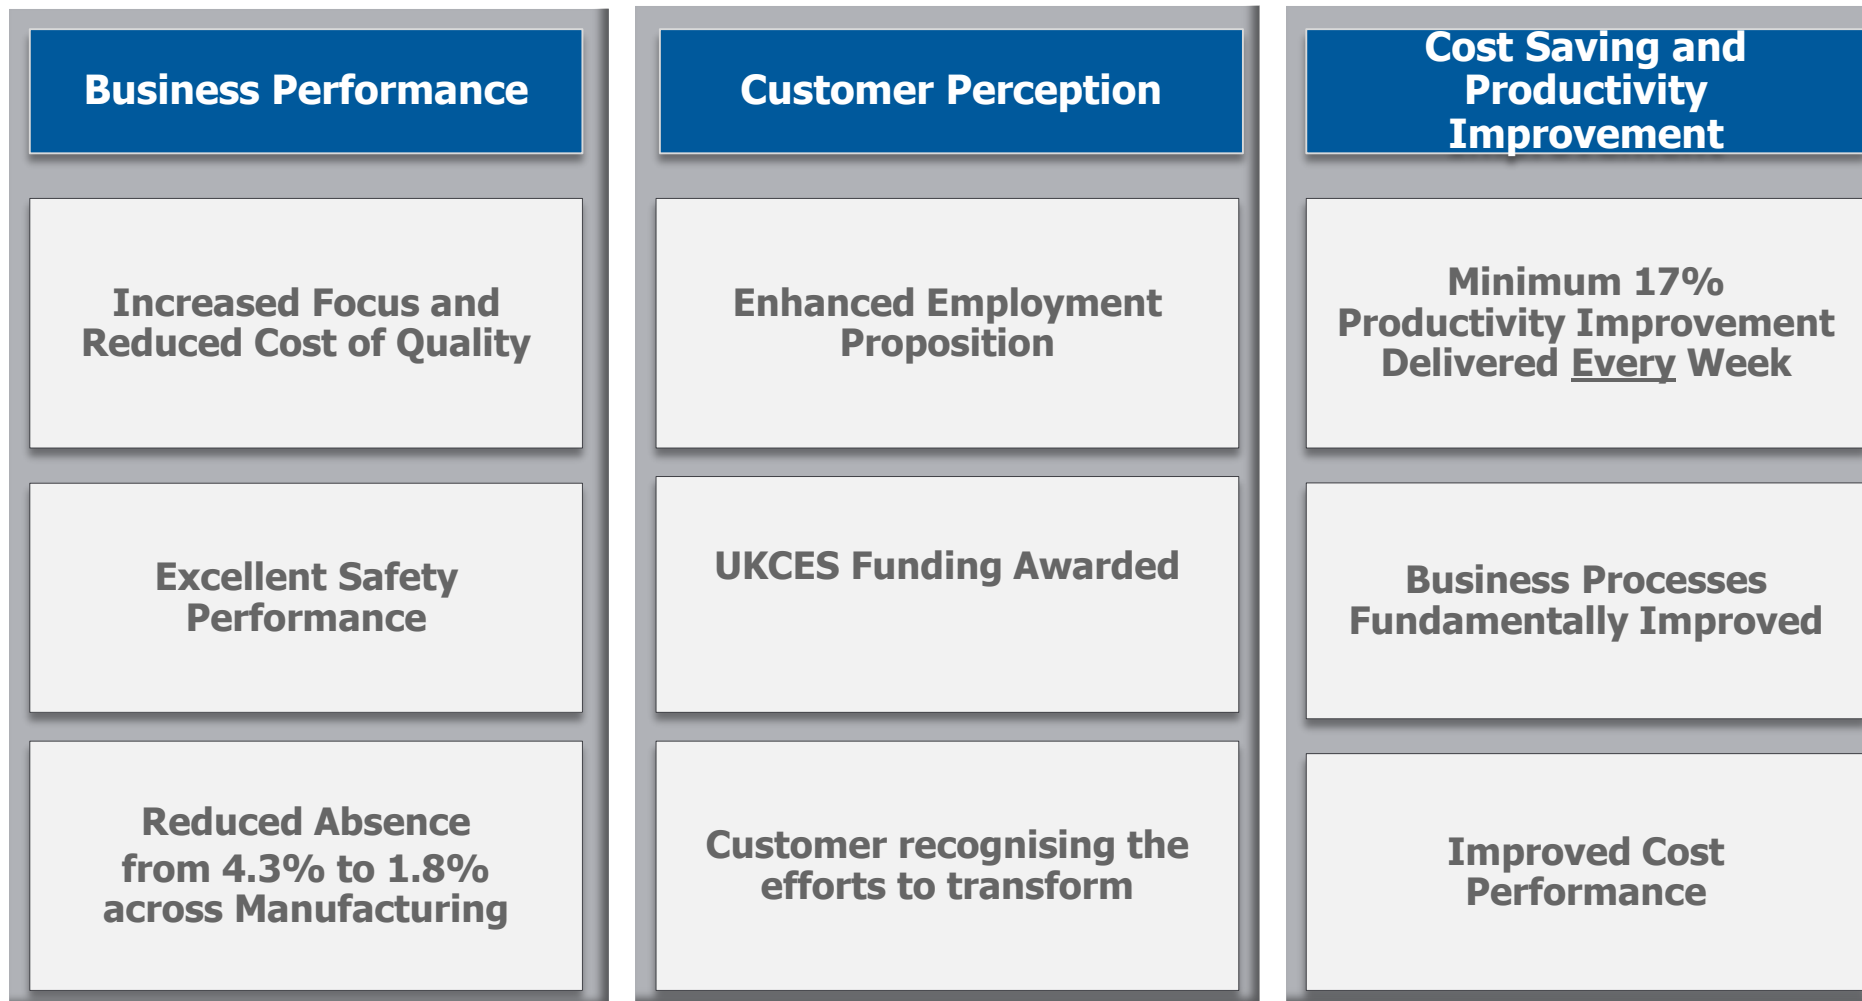 Business Performance
Increased Focus and
Reduced Cost of Quality
Excellent Safety
Performance
Reduced Absence
from 4.3% to 1.8%
across Manufacturing
Customer Perception
Enhanced Employment
Proposition
UKCES Funding Awarded
Customer recognising the
efforts to transform
Cost Saving and
Productivity
Improvement
Minimum 17%
Productivity Improvement
Delivered Every Week
Business Processes
Fundamentally Improved
Improved Cost
Performance